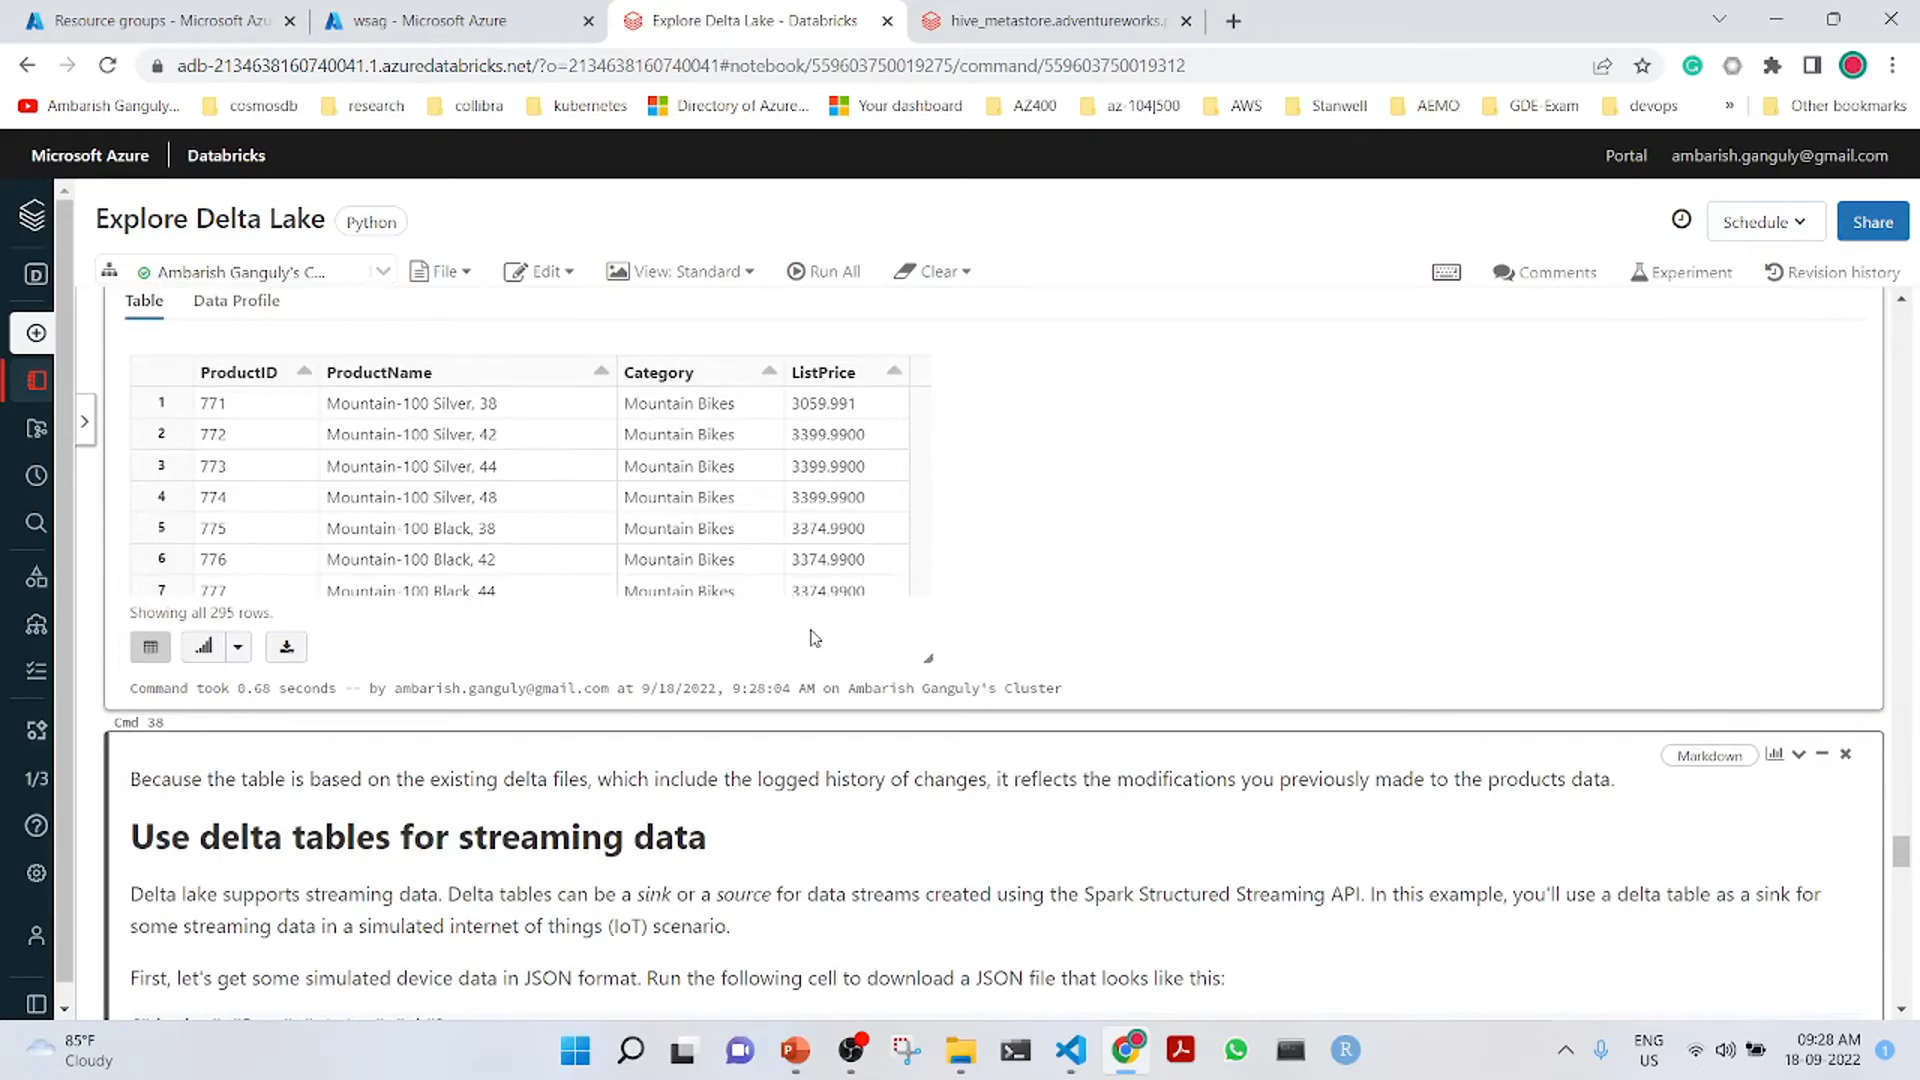 Resource groups - Microsoft Azu
wsag - Microsoft Azure
Explore Delta Lake - Databricks
hive_metastore.adventureworks.p
adb-2134638160740041.1.azuredatabricks.net/?o=2134638160740041#notebook/559603750019275/command/559603750019312
Ambarish Ganguly... cosmosdb research collibra kubernetes Directory of Azure... Your dashboard AZ400 az-104|500 AWS Stanwell AEMO GDE-Exam devops » Other bookmarks
Microsoft Azure Databricks Portal ambarish.ganguly@gmail.com
Explore Delta Lake Python Schedule Share
Ambarish Ganguly's C... File Edit View: Standard Run All Clear Comments Experiment Revision history
Table Data Profile
ProductID ProductName Category ListPrice
1 771 Mountain-100 Silver, 38 Mountain Bikes 3059.991
2 772 Mountain-100 Silver, 42 Mountain Bikes 3399.9900
3 773 Mountain-100 Silver, 44 Mountain Bikes 3399.9900
4 774 Mountain-100 Silver, 48 Mountain Bikes 3399.9900
5 775 Mountain-100 Black, 38 Mountain Bikes 3374.9900
6 776 Mountain-100 Black, 42 Mountain Bikes 3374.9900
7 777 Mountain-100 Black, 44 Mountain Bikes 3374.9900
Showing all 295 rows.
Command took 0.68 seconds -- by ambarish.ganguly@gmail.com at 9/18/2022, 9:28:04 AM on Ambarish Ganguly's Cluster
Cmd 38
Markdown
Because the table is based on the existing delta files, which include the logged history of changes, it reflects the modifications you previously made to the products data.
Use delta tables for streaming data
Delta lake supports streaming data. Delta tables can be a sink or a source for data streams created using the Spark Structured Streaming API. In this example, you'll use a delta table as a sink for
some streaming data in a simulated internet of things (IoT) scenario.
First, let's get some simulated device data in JSON format. Run the following cell to download a JSON file that looks like this:
1/3
85°F
Cloudy
ENG
US
09:28 AM
18-09-2022
1